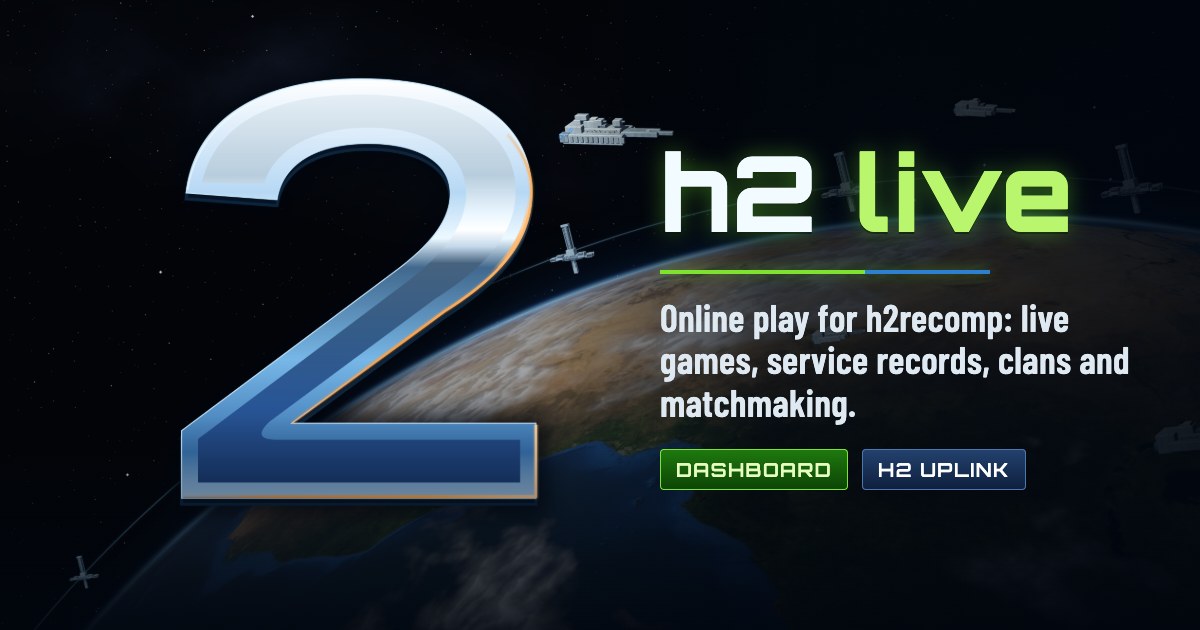 2
h2 live
Online play for h2recomp: live
games, service records, clans and
matchmaking.
DASHBOARD
H2 UPLINK